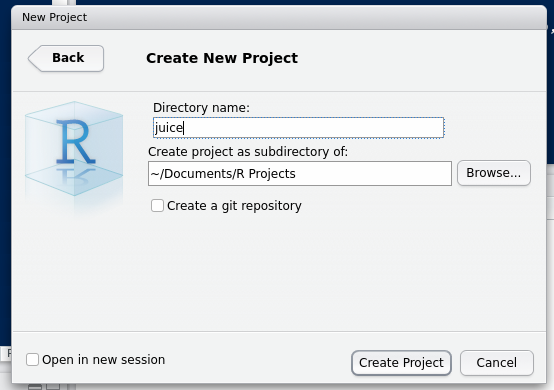 New Project
Back
Create New Project
Directory name:
juice
R
Create project as subdirectory of:
~/Documents/R Projects
Browse...
Create a git repository
Open in new session
Create Project
Cancel